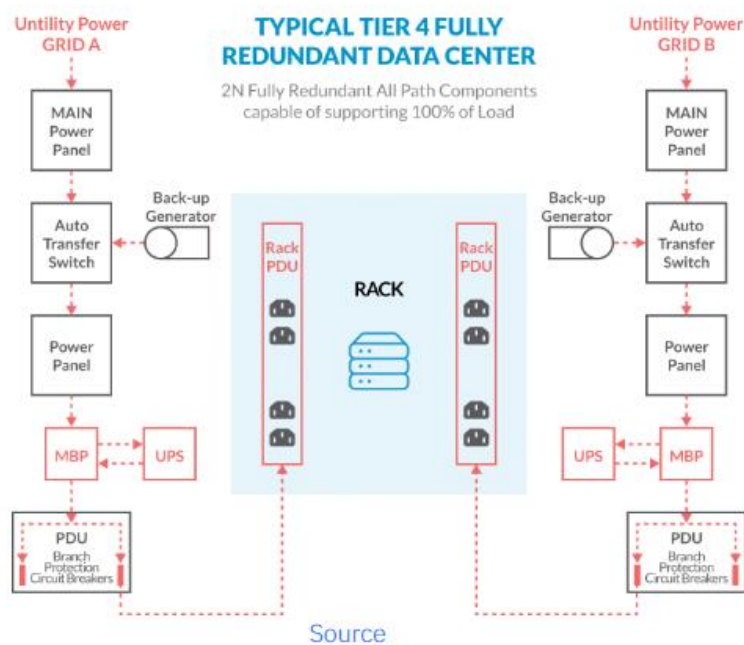 Untility Power
GRID A
TYPICAL TIER 4 FULLY
REDUNDANT DATA CENTER
2N Fully Redundant All Path Components
capable of supporting 100% of Load
Untility Power
GRID B
MAIN
Power
Panel
Auto
Transfer
Switch
Back-up
Generator
Power
Panel
MBP
UPS
PDU
Branch
Protection
Circuit Breakers
Rack
PDU
RACK
Rack
PDU
MAIN
Power
Panel
Back-up
Generator
Auto
Transfer
Switch
Power
Panel
UPS
MBP
PDU
Branch
Protection
Circuit Breakers
Source